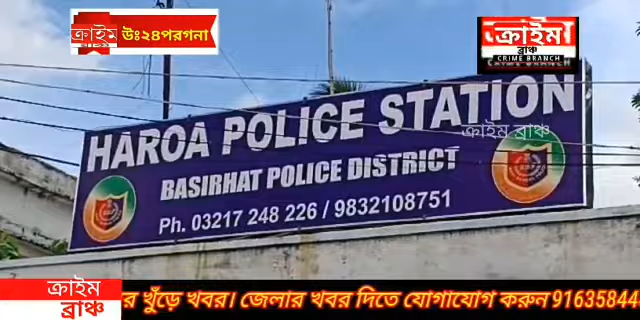 ক্রাইম
ব্রাঞ্চ
উঃ২৪পরগনা
ক্রাইম
ব্রাঞ্চ
CRIME BRANCH
HAROA POLICE STATION
ক্রাইম ব্রাঞ্চ
BASIRHAT POLICE DISTRICT
Ph. 03217 248 226 / 9832108751
ক্রাইম
ব্রাঞ্চ
র খুঁড়ে খবর। জেলার খবর দিতে যোগাযোগ করুন 91635844